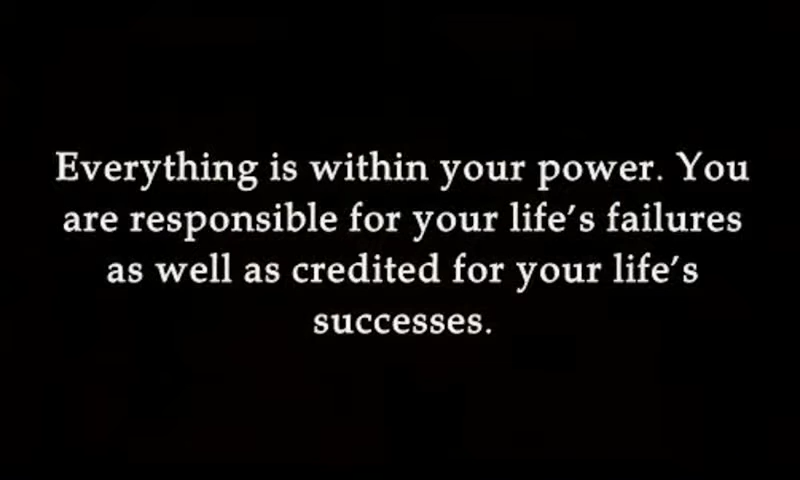 Everything is within your power. You
are responsible for your life’s failures
as well as credited for your life’s
successes.